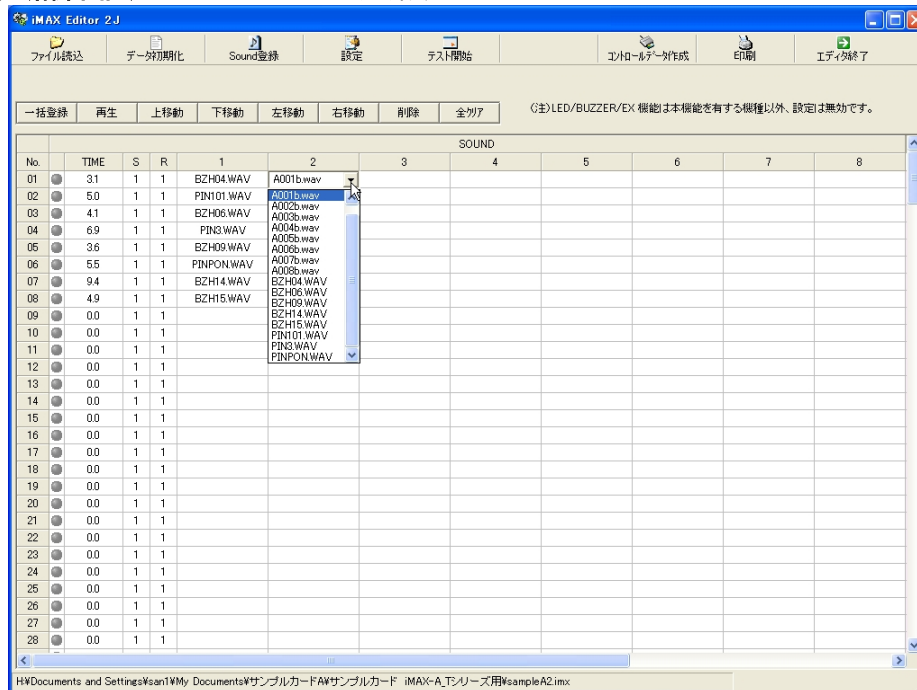 iMAX Editor 2J
ファイル読込 データ初期化 Sound登録 設定 テスト開始 コントロールデータ作成 印刷 エディタ終了
一括登録 再生 上移動 下移動 左移動 右移動 削除 全クリア (注)LED/BUZZER/EX 機能は本機能を有する機種以外、設定は無効です。
SOUND
No. TIME S R 1 2 3 4 5 6 7 8
01 3.1 1 1 BZH04.WAV A001b.wav
02 5.0 1 1 PIN101.WAV
03 4.1 1 1 BZH06.WAV
04 6.9 1 1 PIN3.WAV
05 3.6 1 1 BZH09.WAV
06 5.5 1 1 PINPON.WAV
07 9.4 1 1 BZH14.WAV
08 4.9 1 1 BZH15.WAV
09 0.0 1 1
10 0.0 1 1
11 0.0 1 1
12 0.0 1 1
13 0.0 1 1
14 0.0 1 1
15 0.0 1 1
16 0.0 1 1
17 0.0 1 1
18 0.0 1 1
19 0.0 1 1
20 0.0 1 1
21 0.0 1 1
22 0.0 1 1
23 0.0 1 1
24 0.0 1 1
25 0.0 1 1
26 0.0 1 1
27 0.0 1 1
28 0.0 1 1
A001b.wav
A002b.wav
A003b.wav
A004b.wav
A005b.wav
A006b.wav
A007b.wav
A008b.wav
BZH04.WAV
BZH06.WAV
BZH09.WAV
BZH14.WAV
BZH15.WAV
PIN101.WAV
PIN3.WAV
PINPON.WAV
H:¥Documents and Settings¥san1¥My Documents¥サンプルカードA¥サンプルカード iMAX-A_Tシリーズ用¥sampleA2.imx